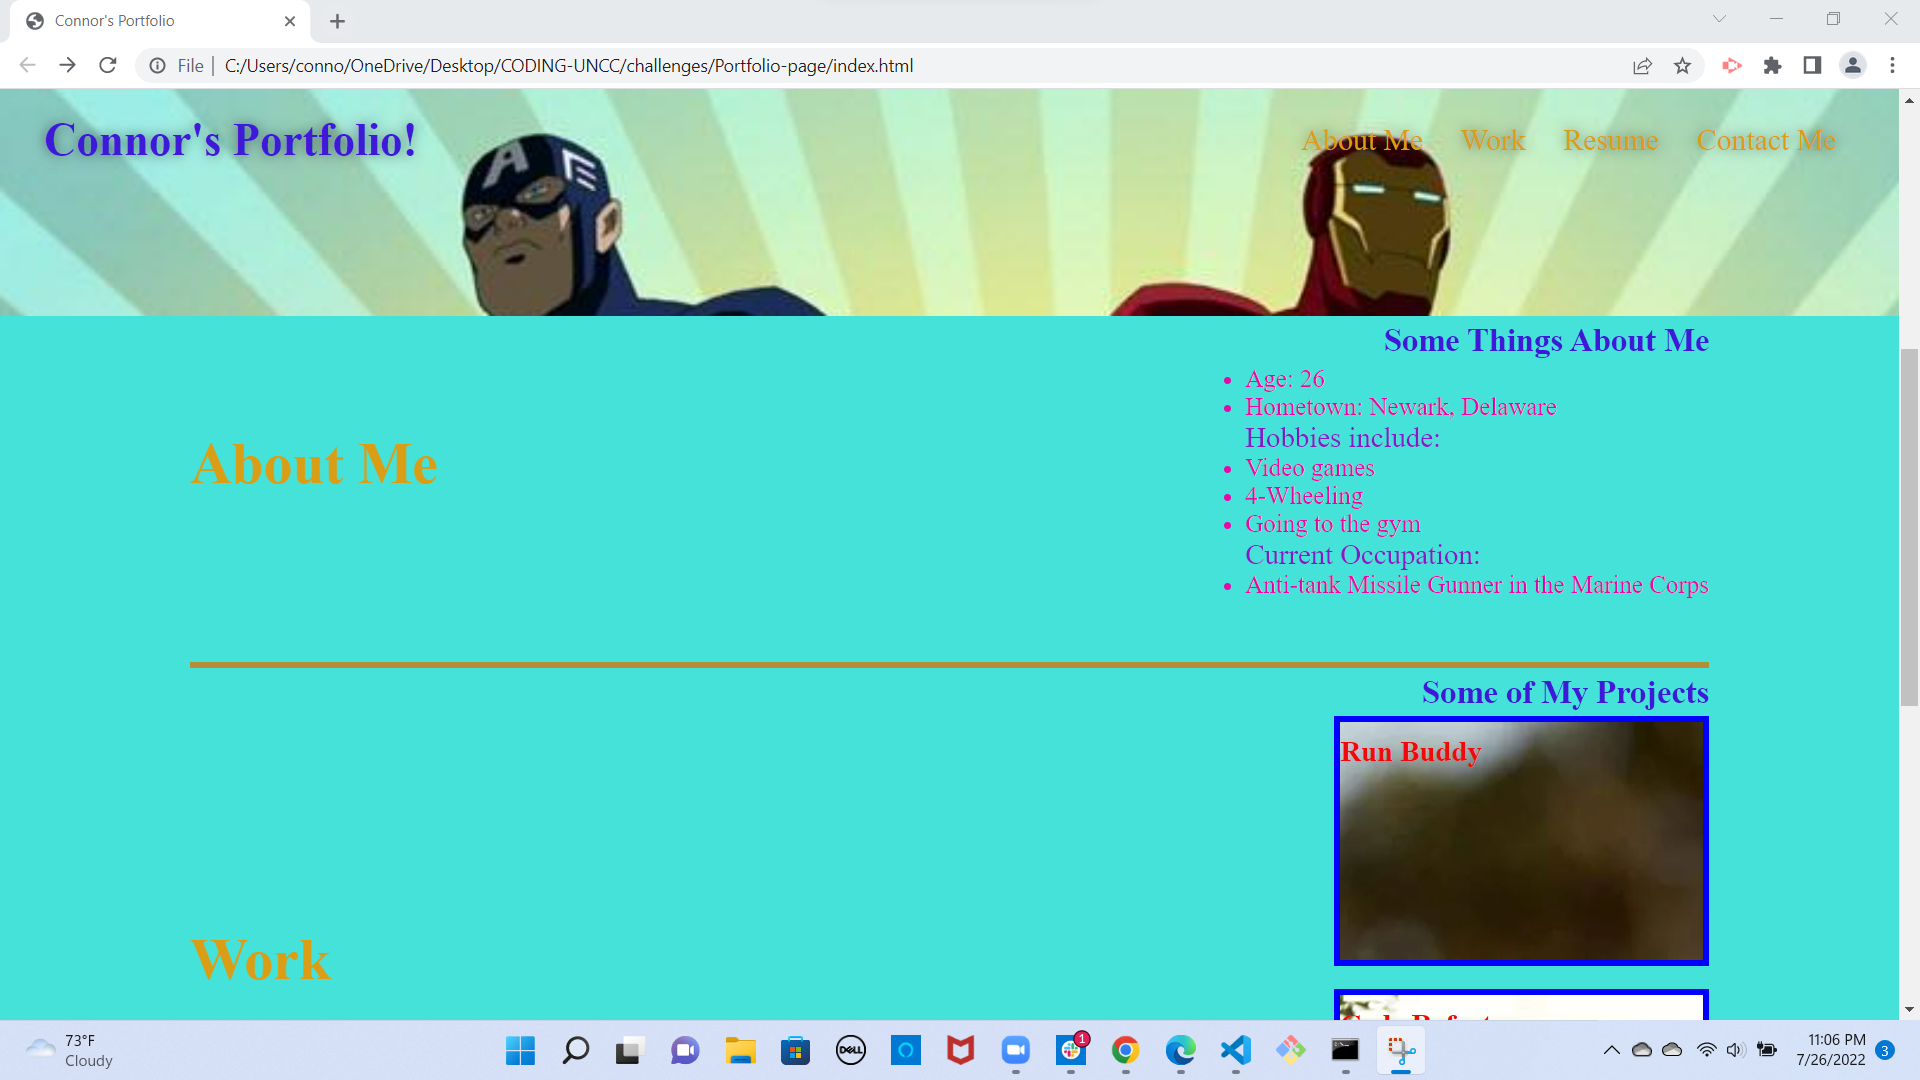 Connor's Portfolio
File | C:/Users/conno/OneDrive/Desktop/CODING-UNCC/challenges/Portfolio-page/index.html
Connor's Portfolio!
About Me Work Resume Contact Me
A
Some Things About Me
• Age: 26
• Hometown: Newark, Delaware
Hobbies include:
About Me
• Video games
• 4-Wheeling
• Going to the gym
Current Occupation:
• Anti-tank Missile Gunner in the Marine Corps
Some of My Projects
Run Buddy
Work
73°F
Cloudy
DELL
1
11:06 PM
7/26/2022
3